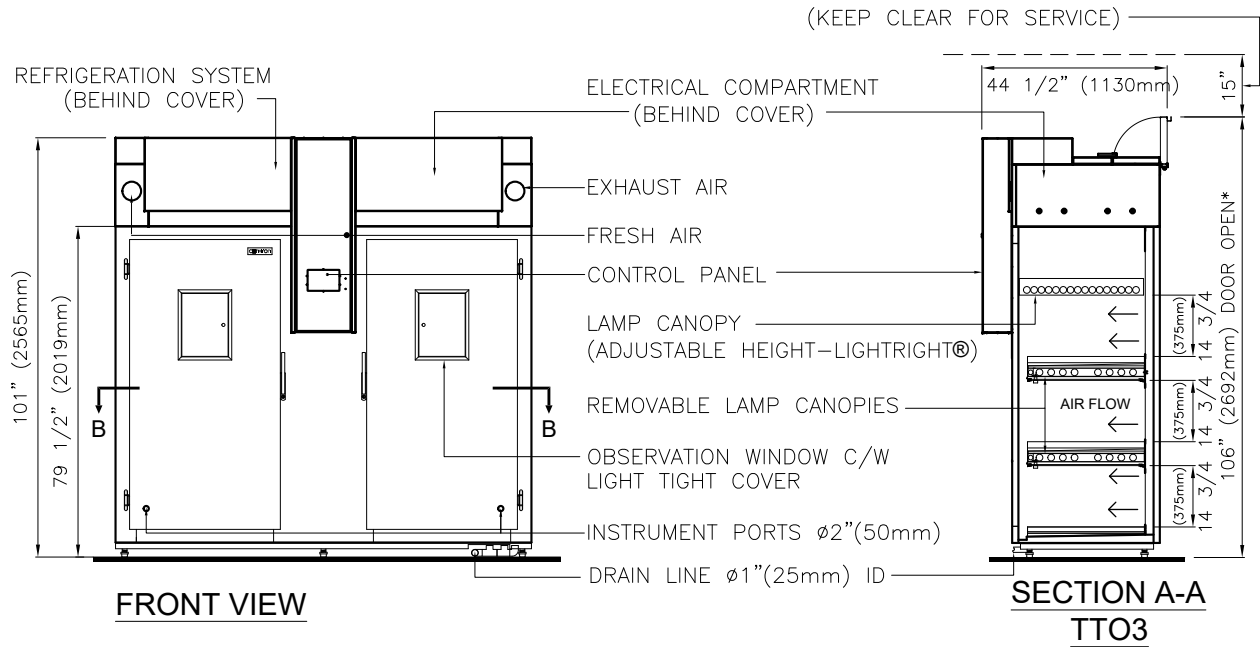 (KEEP CLEAR FOR SERVICE)
REFRIGERATION SYSTEM
(BEHIND COVER)
ELECTRICAL COMPARTMENT
(BEHIND COVER)
44 1/2" (1130mm)
15"
EXHAUST AIR
FRESH AIR
CONTROL PANEL
LAMP CANOPY
(ADJUSTABLE HEIGHT-LIGHTRIGHT®)
REMOVABLE LAMP CANOPIES
OBSERVATION WINDOW C/W
LIGHT TIGHT COVER
INSTRUMENT PORTS ø2"(50mm)
DRAIN LINE ø1"(25mm) ID
101" (2565mm)
79 1/2" (2019mm)
B
B
AIR FLOW
14 3/4
(375mm)
14 3/4
(375mm)
14 3/4
(375mm)
106" (2692mm) DOOR OPEN*
FRONT VIEW
SECTION A-A
TTO3